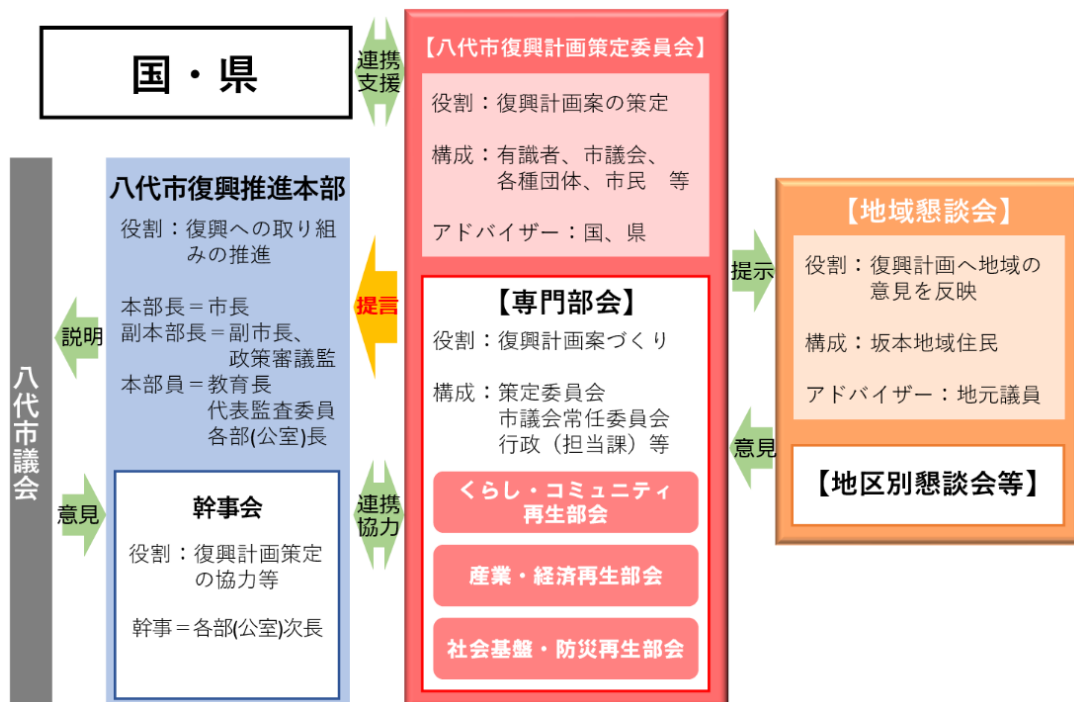 国・県
連携
支援
【八代市復興計画策定委員会】
役割：復興計画案の策定
構成：有識者、市議会、
各種団体、市民　等
アドバイザー：国、県
八代市議会
説明
意見
八代市復興推進本部
役割：復興への取り組
みの推進
本部長＝市長
副本部長＝副市長、
政策審議監
本部員＝教育長
代表監査委員
各部(公室)長
幹事会
役割：復興計画策定
の協力等
幹事＝各部(公室)次長
提言
連携
協力
【専門部会】
役割：復興計画案づくり
構成：策定委員会
市議会常任委員会
行政（担当課）等
くらし・コミュニティ
再生部会
産業・経済再生部会
社会基盤・防災再生部会
提示
意見
【地域懇談会】
役割：復興計画へ地域の
意見を反映
構成：坂本地域住民
アドバイザー：地元議員
【地区別懇談会等】